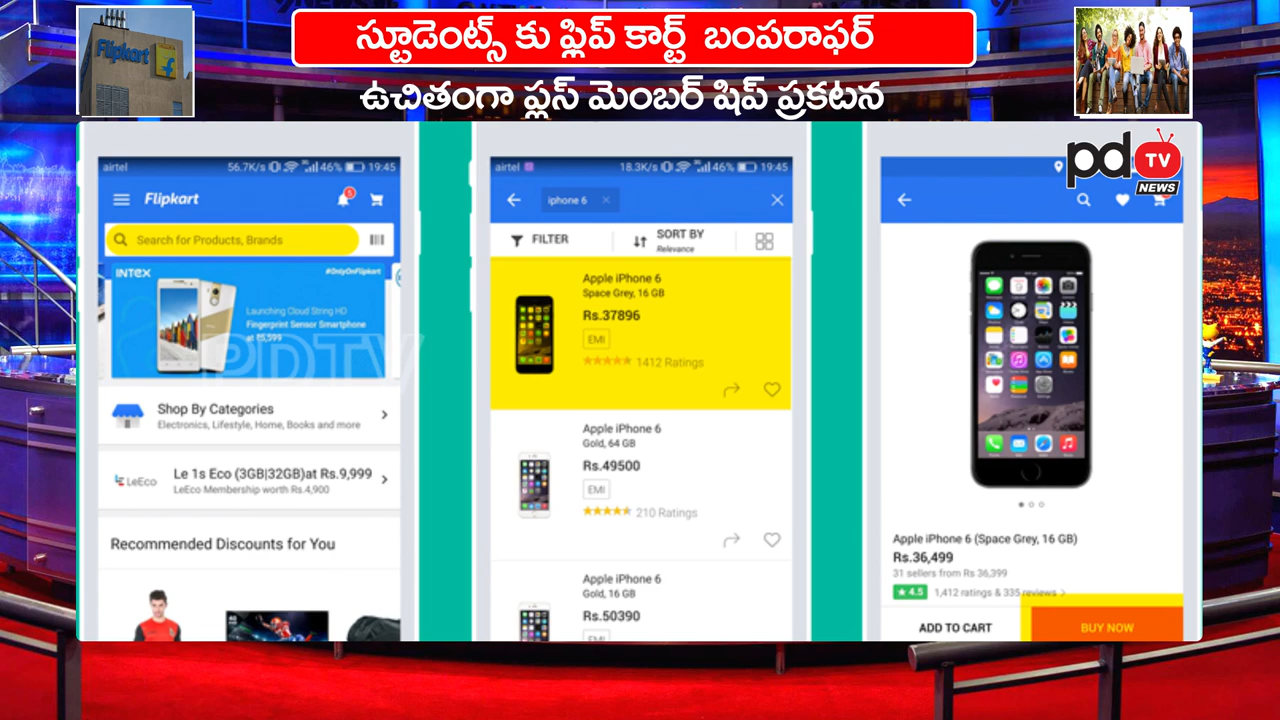 స్టూడెంట్స్ కు ఫ్లిప్ కార్ట్ బంపరాఫర్
ఉచితంగా ప్లస్ మెంబర్ షిప్ ప్రకటన
Flipkart
pd TV NEWS
airtel 56.7K/s 46% 19:45
Flipkart 5
Search for Products, Brands
INTEX #OnlyOnFlipkart
Launching Cloud String HD
Fingerprint Sensor Smartphone
at ₹5,599
PDTV
Shop By Categories
Electronics, Lifestyle, Home, Books and more
LeEco Le 1s Eco (3GB|32GB)at Rs.9,999
LeEco Membership worth Rs.4,900
Recommended Discounts for You
airtel 18.3K/s 46% 19:45
iphone 6
FILTER SORT BY
Relevance
Apple iPhone 6
Space Grey, 16 GB
Rs.37896
EMI
1412 Ratings
Apple iPhone 6
Gold, 64 GB
Rs.49500
EMI
210 Ratings
Apple iPhone 6
Gold, 16 GB
Rs.50390
EMI
Apple iPhone 6 (Space Grey, 16 GB)
Rs.36,499
31 sellers from Rs 36,399
★ 4.5 1,412 ratings & 335 reviews
ADD TO CART BUY NOW